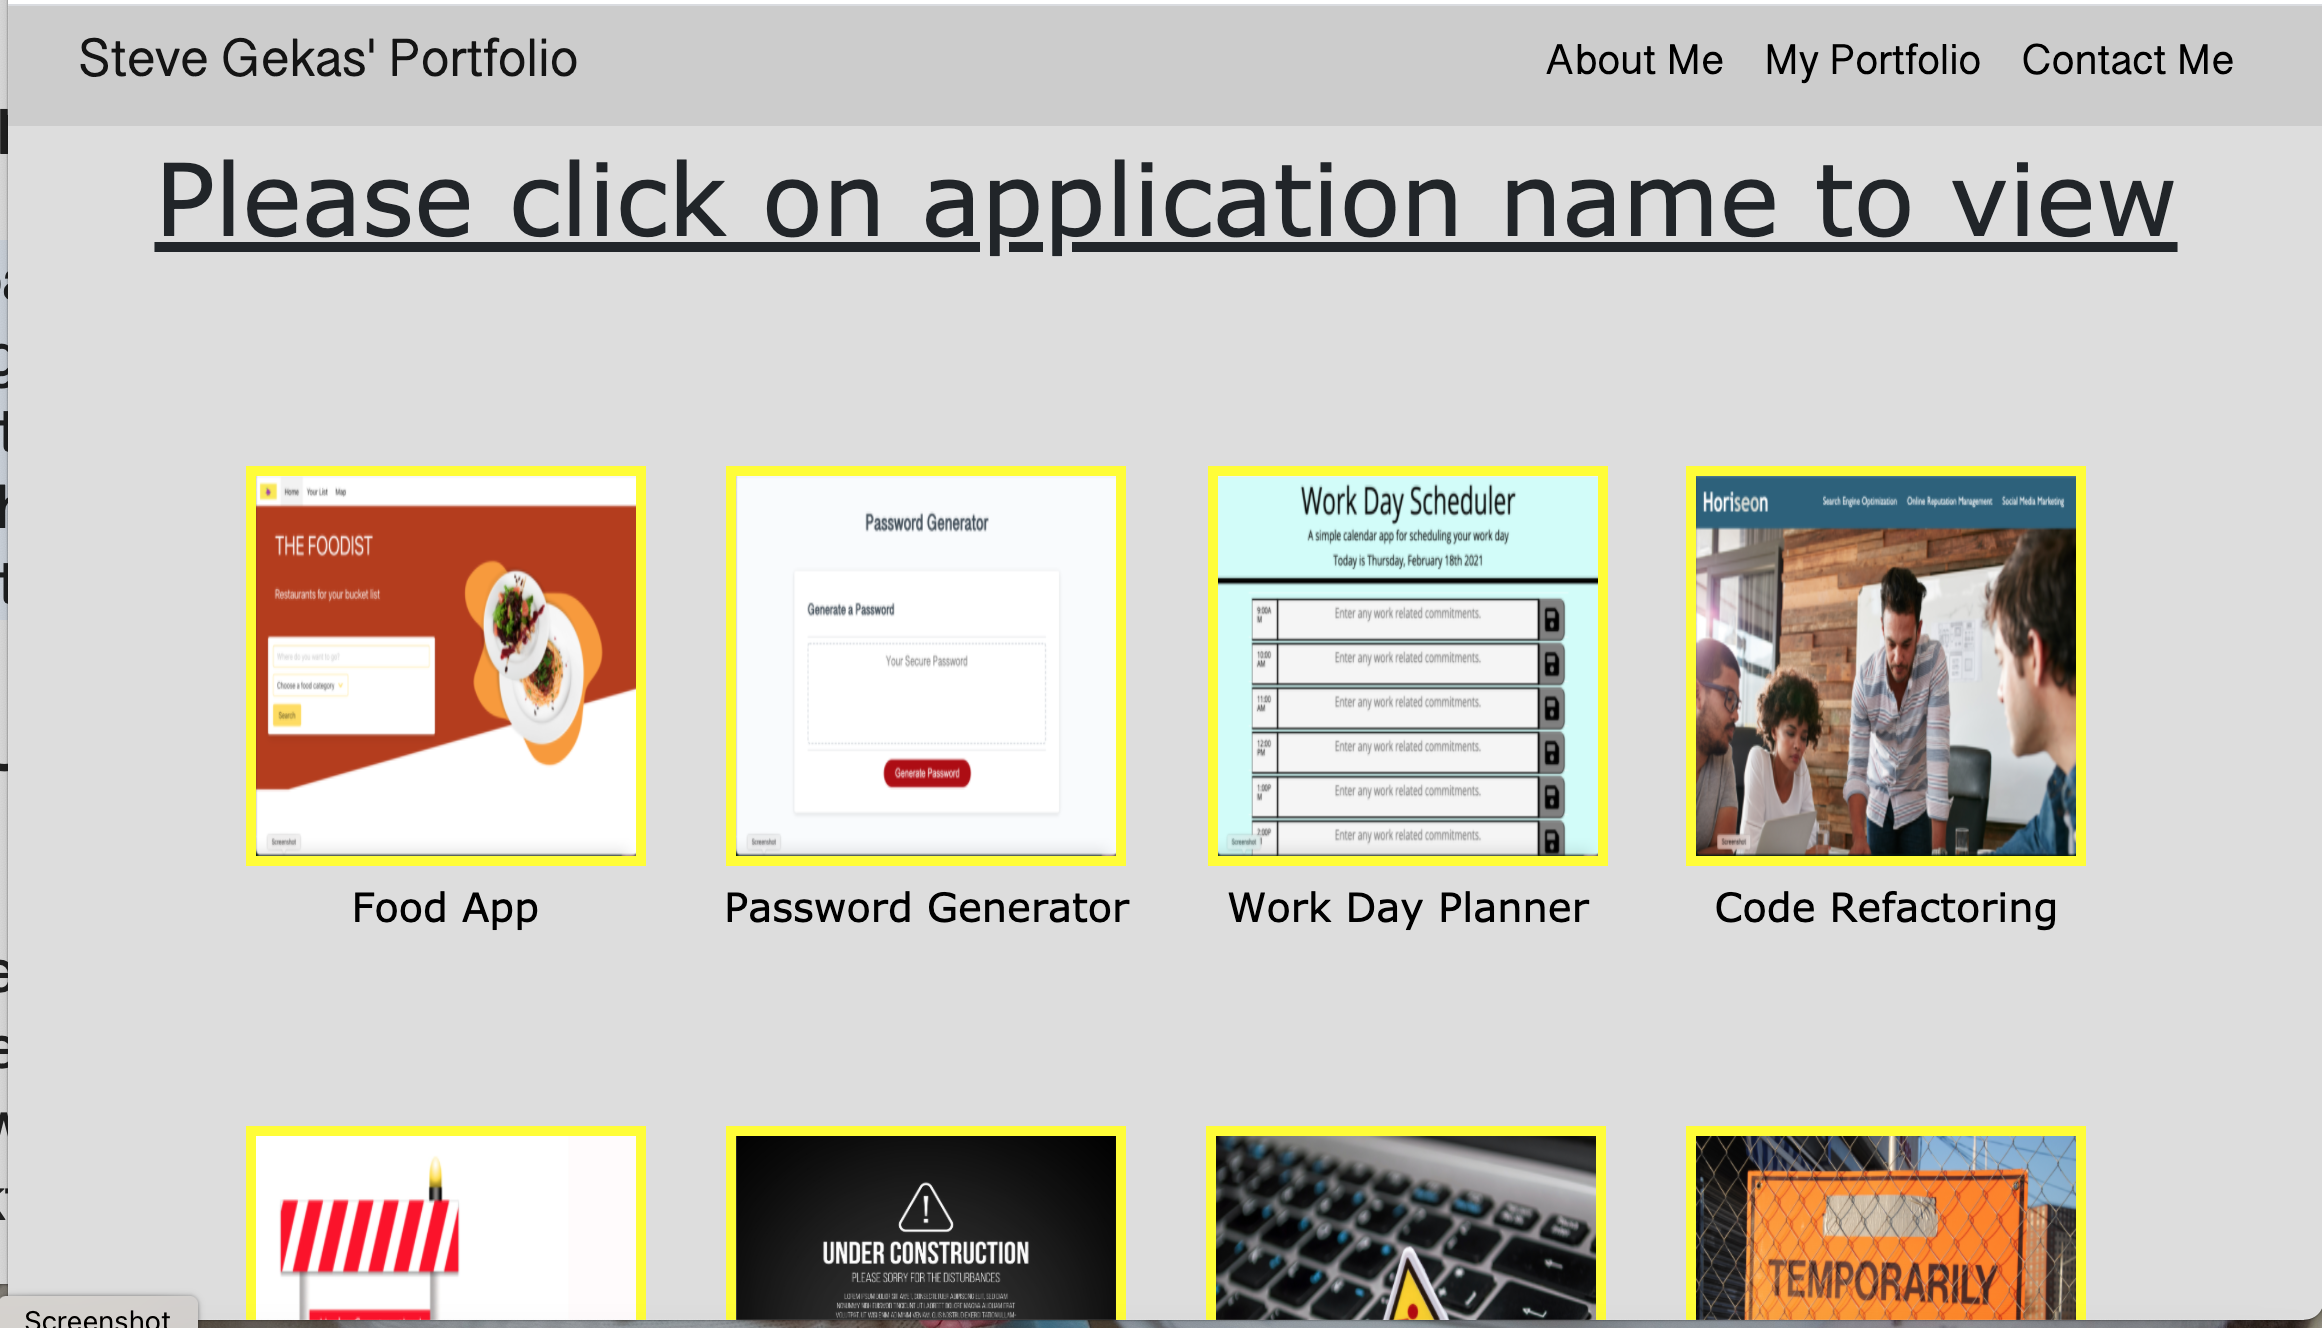 Steve Gekas' Portfolio
About Me My Portfolio Contact Me
Please click on application name to view
Home Your List Map
THE FOODIST
Restaurants for your bucket list
Where do you want to go?
Choose a food category
Search
Screenshot
Food App
Password Generator
Generate a Password
Your Secure Password
Generate Password
Screenshot
Password Generator
Work Day Scheduler
A simple calendar app for scheduling your work day
Today is Thursday, February 18th 2021
9:00A
M
Enter any work related commitments.
10:00
AM
Enter any work related commitments.
11:00
AM
Enter any work related commitments.
12:00
PM
Enter any work related commitments.
1:00P
M
Enter any work related commitments.
2:00P
Enter any work related commitments.
Screenshot
Work Day Planner
Horiseon
Search Engine Optimization Online Reputation Management Social Media Marketing
Screenshot
Code Refactoring
UNDER CONSTRUCTION
PLEASE SORRY FOR THE DISTURBANCES
TEMPORARILY
Screenshot